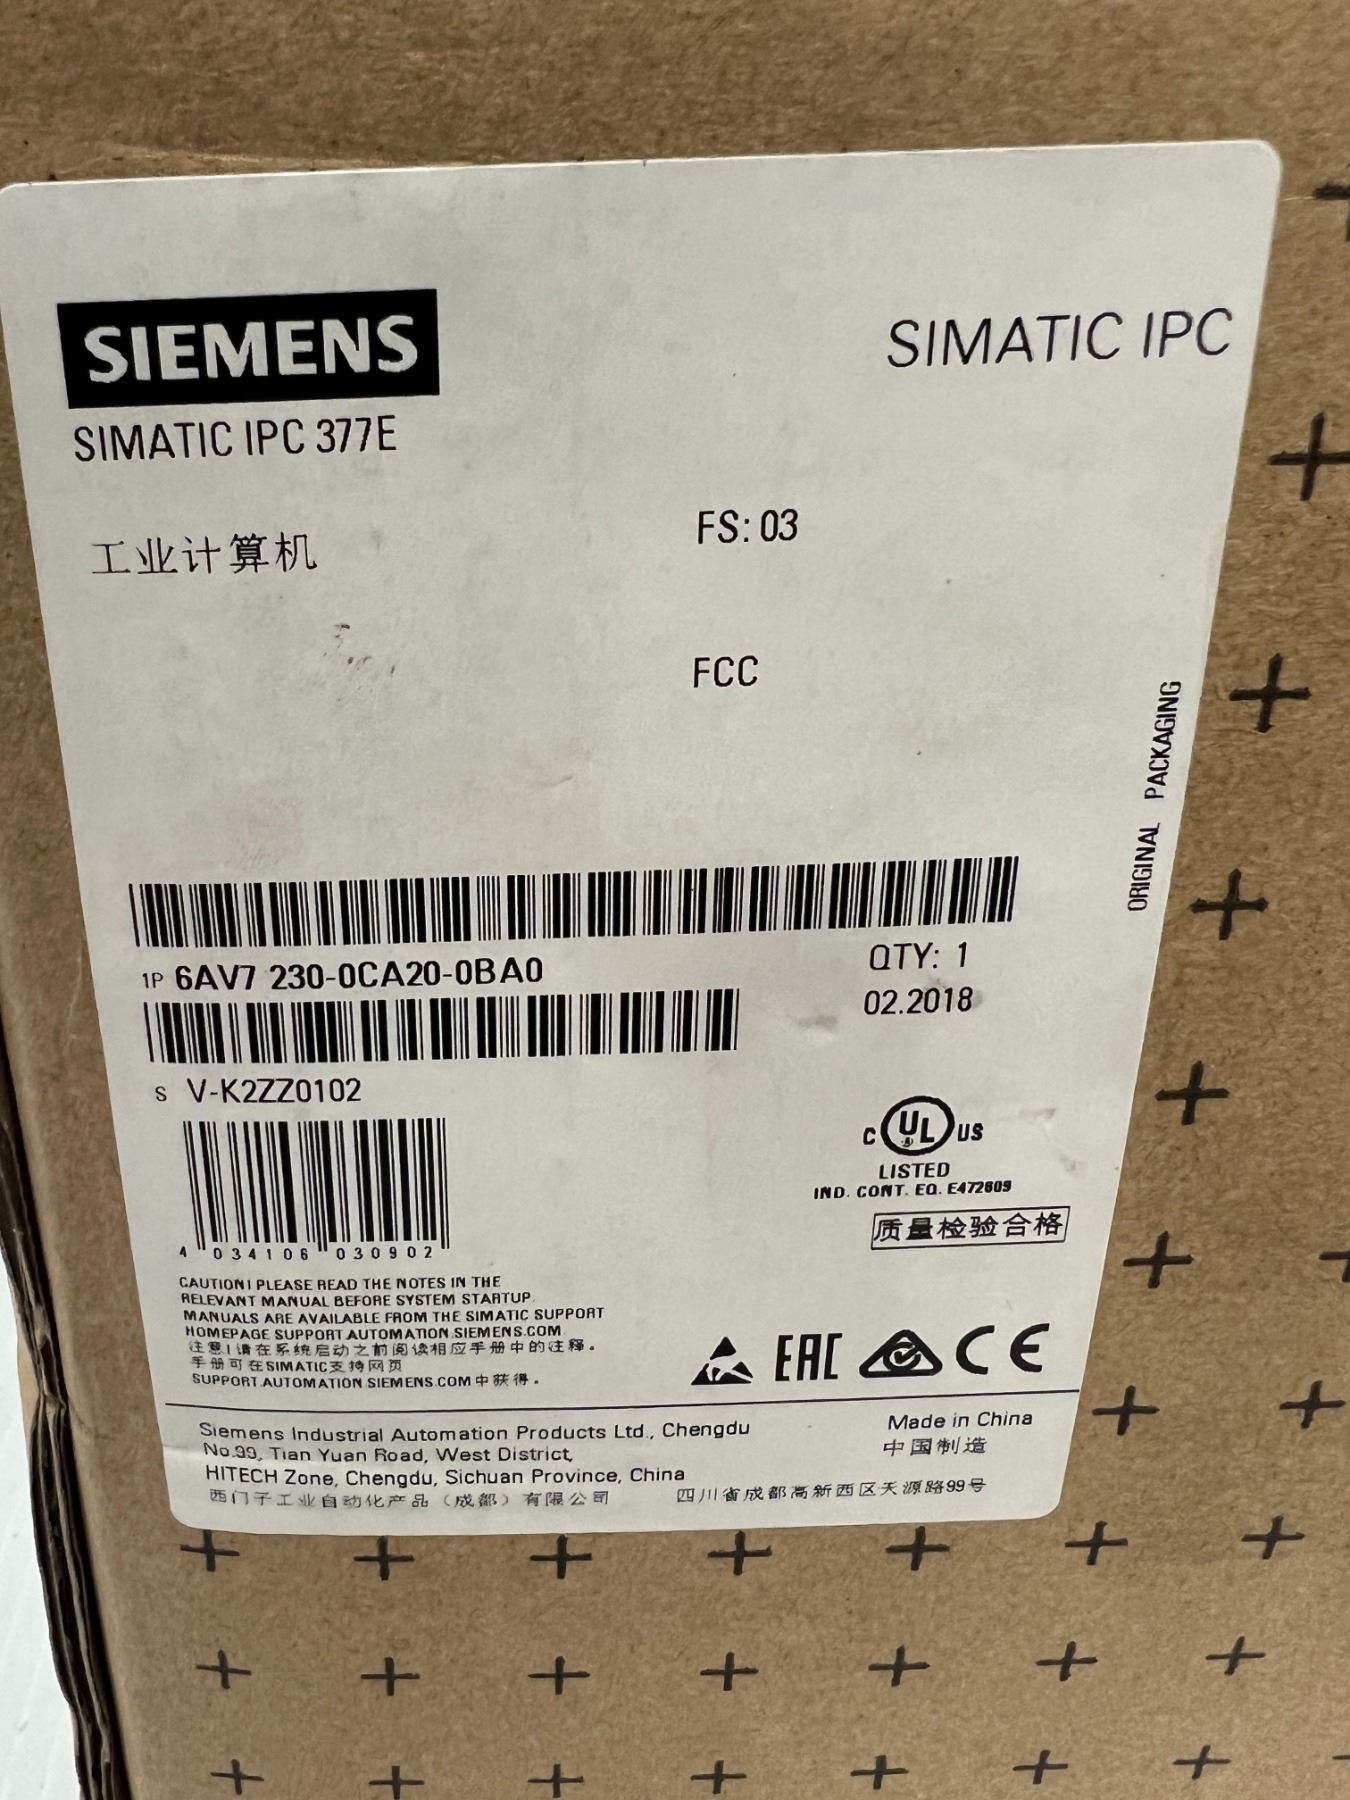 SIEMENS
SIMATIC IPC
SIMATIC IPC 377E
工业计算机
FS: 03
FCC
ORIGINAL PACKAGING
1P 6AV7 230-0CA20-0BA0
QTY: 1
02.2018
S V-K2ZZ0102
C UL US
LISTED
IND. CONT. EQ. E472609
质量检验合格
4 034106 030902
CAUTION! PLEASE READ THE NOTES IN THE
RELEVANT MANUAL BEFORE SYSTEM STARTUP.
MANUALS ARE AVAILABLE FROM THE SIMATIC SUPPORT
HOMEPAGE SUPPORT.AUTOMATION.SIEMENS.COM
注意!请在系统启动之前阅读相应手册中的注释。
手册可在SIMATIC支持网页
SUPPORT.AUTOMATION.SIEMENS.COM 中获得。
EAC CE
Siemens Industrial Automation Products Ltd., Chengdu
No.99, Tian Yuan Road, West District,
HITECH Zone, Chengdu, Sichuan Province, China
Made in China
中国制造
西门子工业自动化产品（成都）有限公司 四川省成都高新西区天源路99号